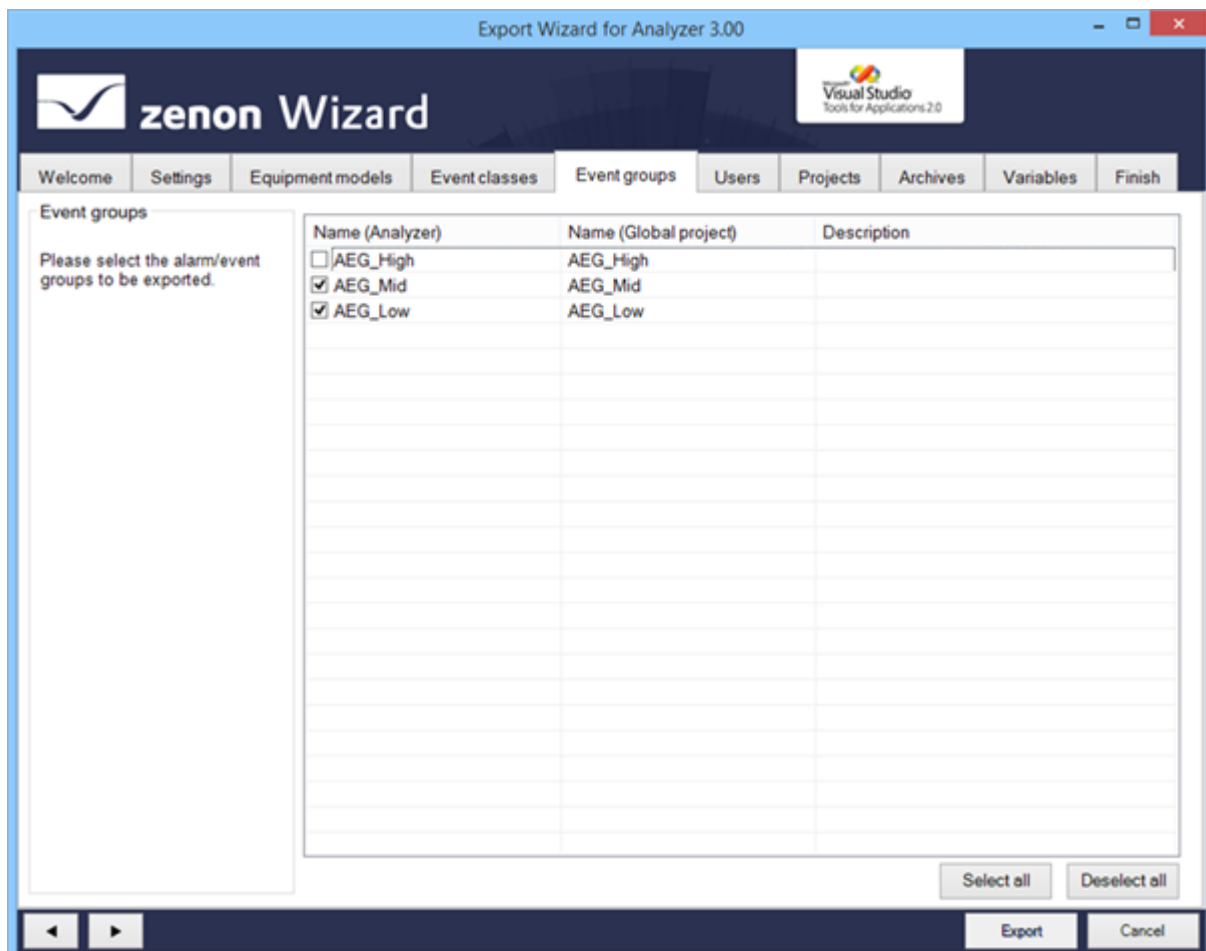 Export Wizard for Analyzer 3.00
zenon Wizard
Microsoft
Visual Studio
Tools for Applications 2.0
Welcome Settings Equipment models Event classes Event groups Users Projects Archives Variables Finish
Event groups
Please select the alarm/event
groups to be exported.
Name (Analyzer) Name (Global project) Description
AEG_High AEG_High
AEG_Mid AEG_Mid
AEG_Low AEG_Low
Select all Deselect all
Export Cancel